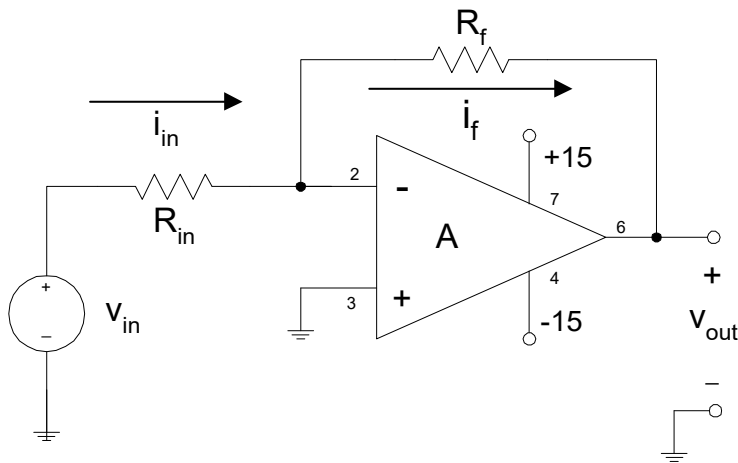 R_f
i_in
i_f
+15
2
7
-
R_in
A
6
3
+
4
+
v_in
-15
+
v_out
–
–